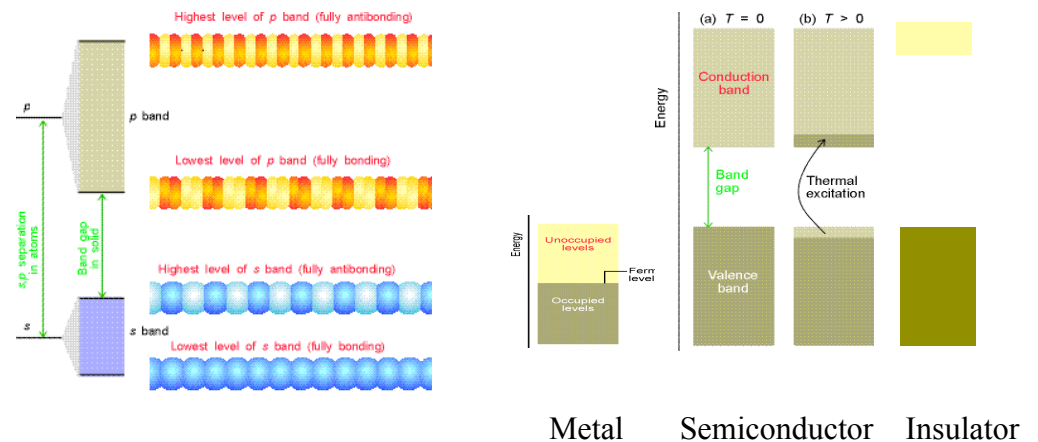 Highest level of p band (fully antibonding)
p
p band
Lowest level of p band (fully bonding)
s,p separation
in atoms
Band gap
in solid
Highest level of s band (fully antibonding)
s
s band
Lowest level of s band (fully bonding)
Energy
Unoccupied
levels
Ferm
level
Occupied
levels
Metal
(a) T = 0
(b) T > 0
Energy
Conduction
band
Band
gap
Thermal
excitation
Valence
band
Semiconductor
Insulator